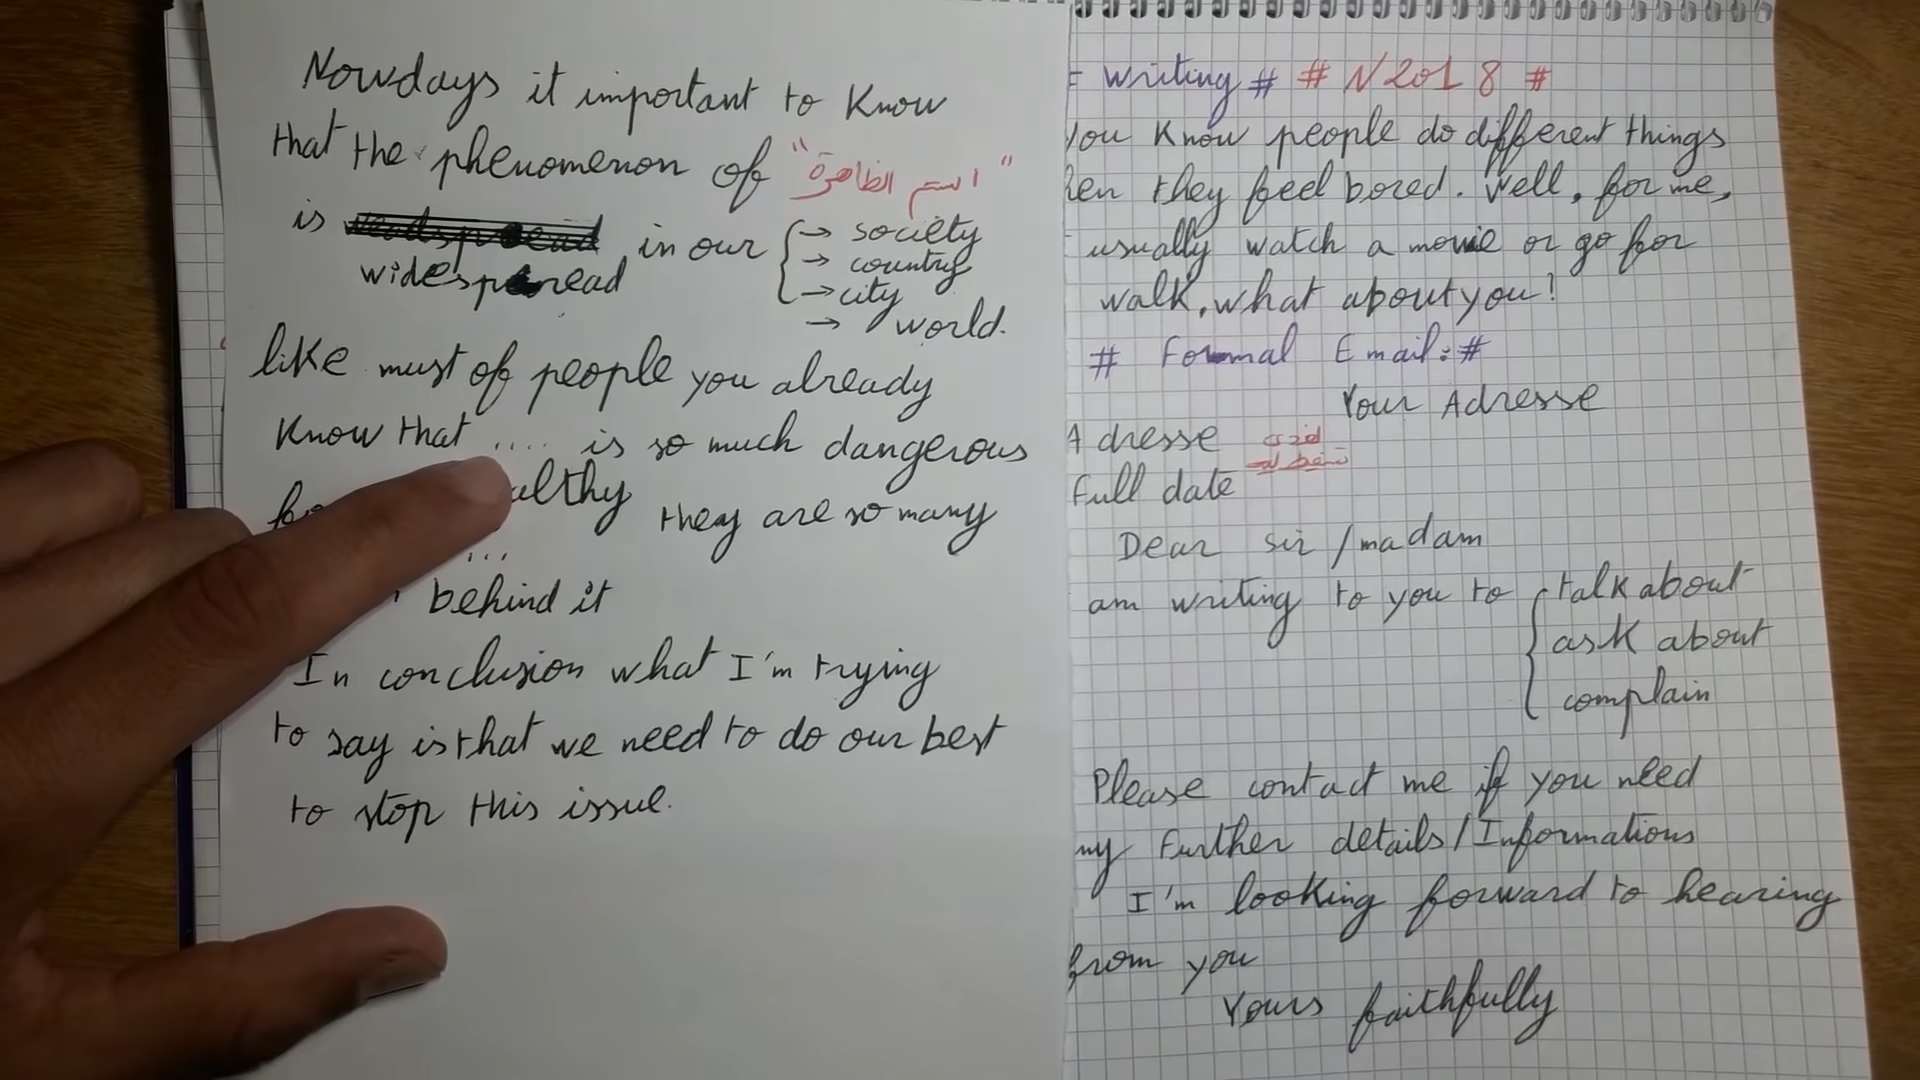 Nowdays it important to know
that the phenomenon of "اسم الظاهرة"
is widespread in our → society
→ country
→ city
→ world.
like must of people you already
Know that .... is so much dangerous
they are so many
...
behind it
In conclusion what I'm trying
to say is that we need to do our best
to stop this issue.
Writing # # N2018 #
you know people do different things
they feel bored. Well, for me,
usually watch a movie or go for
walk, what about you!
# Formal Email: #
Your Adresse
Adresse
Full date
Dear sir / madam
am writing to you to talk about
ask about
complain
Please contact me if you need
ny Further details / Informations
I'm looking forward to hearing
from you
Yours faithfully